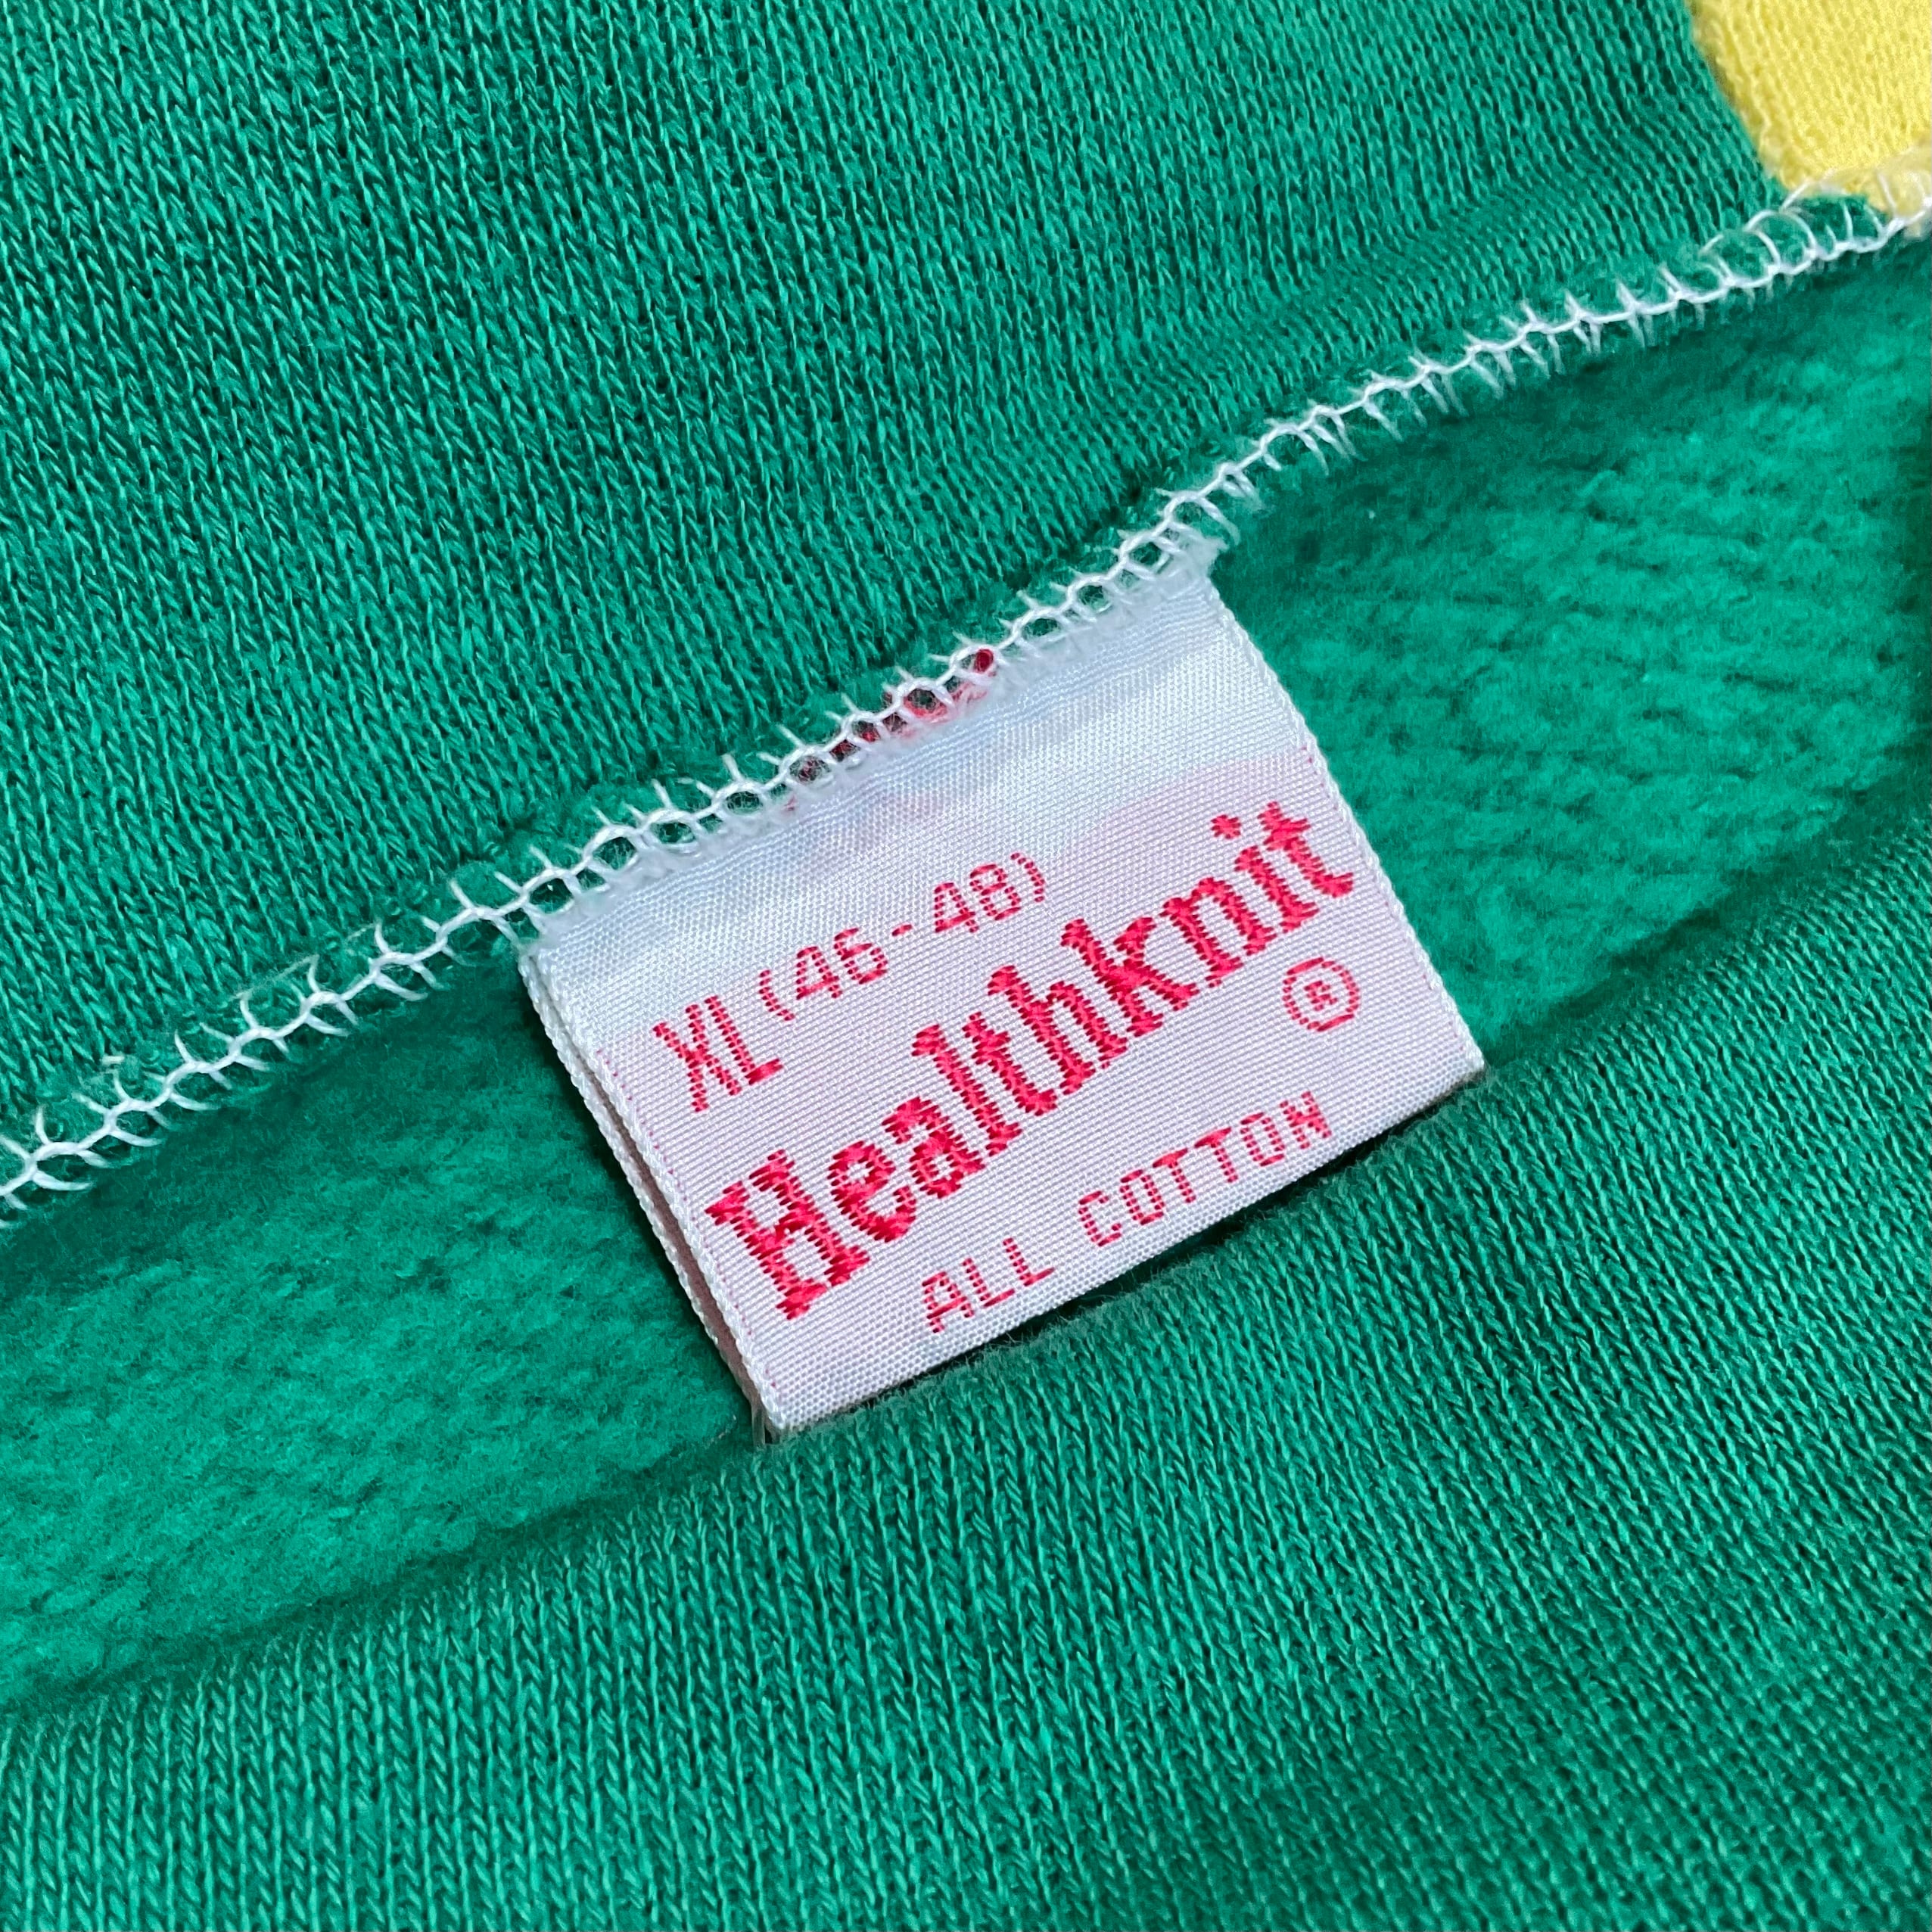 XL (46-48)
Healthknit
®
ALL COTTON